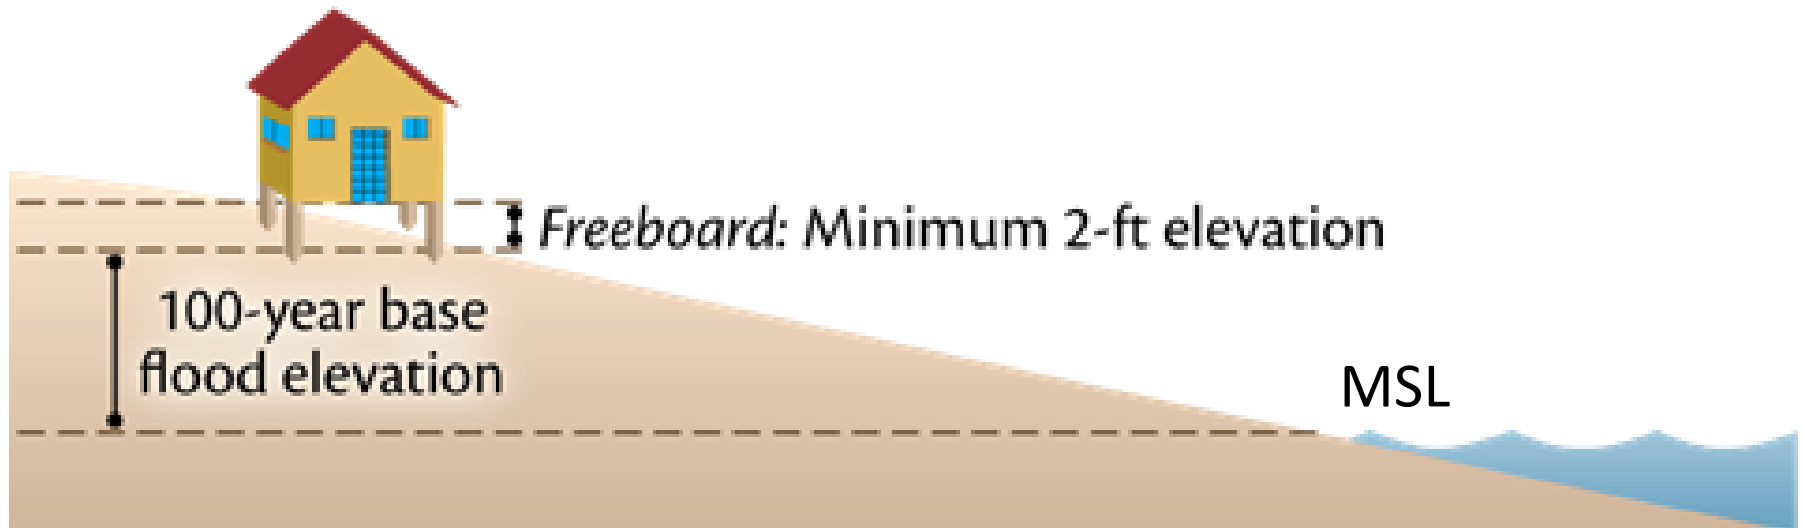 Freeboard: Minimum 2-ft elevation
100-year base
flood elevation
MSL